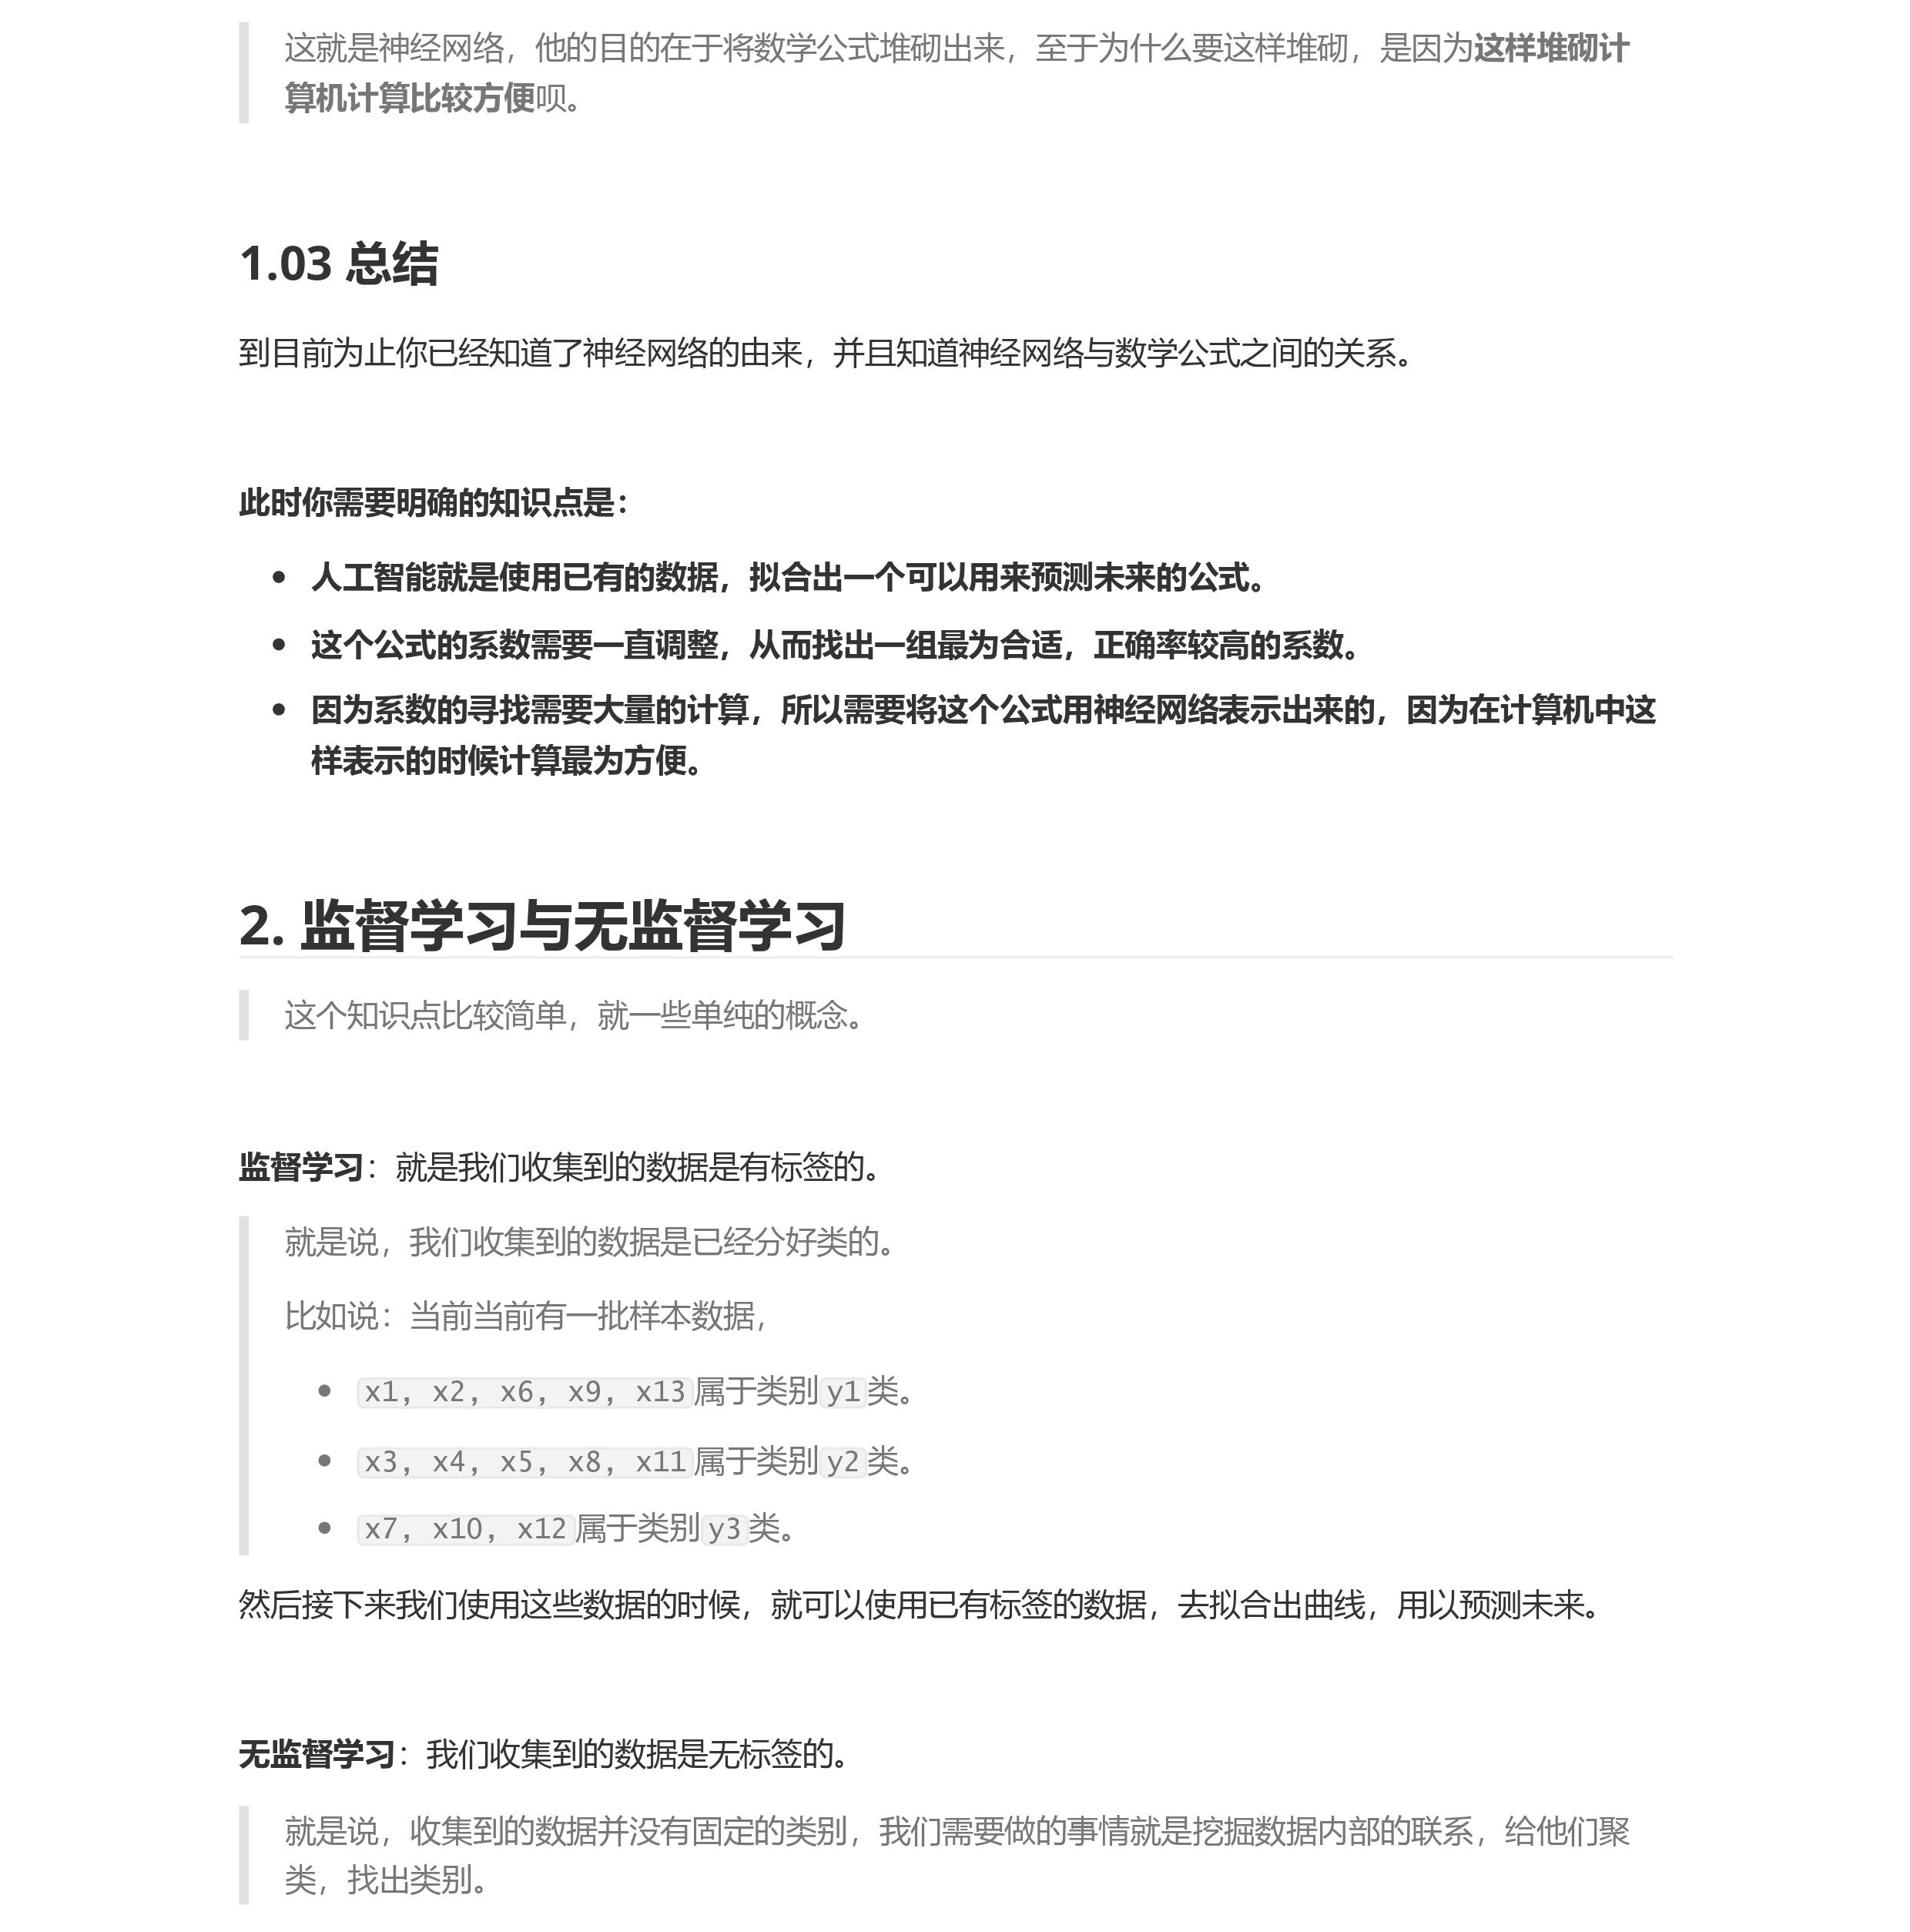 这就是神经网络，他的目的在于将数学公式堆砌出来，至于为什么要这样堆砌，是因为这样堆砌计
算机计算比较方便呗。
1.03 总结
到目前为止你已经知道了神经网络的由来，并且知道神经网络与数学公式之间的关系。
此时你需要明确的知识点是：
• 人工智能就是使用已有的数据，拟合出一个可以用来预测未来的公式。
• 这个公式的系数需要一直调整，从而找出一组最为合适，正确率较高的系数。
• 因为系数的寻找需要大量的计算，所以需要将这个公式用神经网络表示出来的，因为在计算机中这
样表示的时候计算最为方便。
2. 监督学习与无监督学习
这个知识点比较简单，就一些单纯的概念。
监督学习：就是我们收集到的数据是有标签的。
就是说，我们收集到的数据是已经分好类的。
比如说：当前当前有一批样本数据，
• x1, x2, x6, x9, x13属于类别y1类。
• x3, x4, x5, x8, x11属于类别y2类。
• x7, x10, x12属于类别y3类。
然后接下来我们使用这些数据的时候，就可以使用已有标签的数据，去拟合出曲线，用以预测未来。
无监督学习：我们收集到的数据是无标签的。
就是说，收集到的数据并没有固定的类别，我们需要做的事情就是挖掘数据内部的联系，给他们聚
类，找出类别。